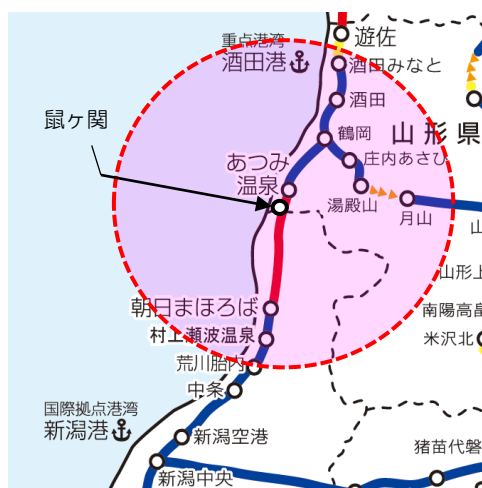 遊佐
重点港湾
酒田港
酒田みなと
鼠ヶ関
酒田
鶴岡
山形県
庄内あさひ
あつみ
温泉
湯殿山
月山
山
山形上
朝日まほろば
南陽高畠
村上瀬波温泉
米沢北
荒川胎内
中条
国際拠点港湾
新潟港
新潟空港
猪苗代磐
新潟中央